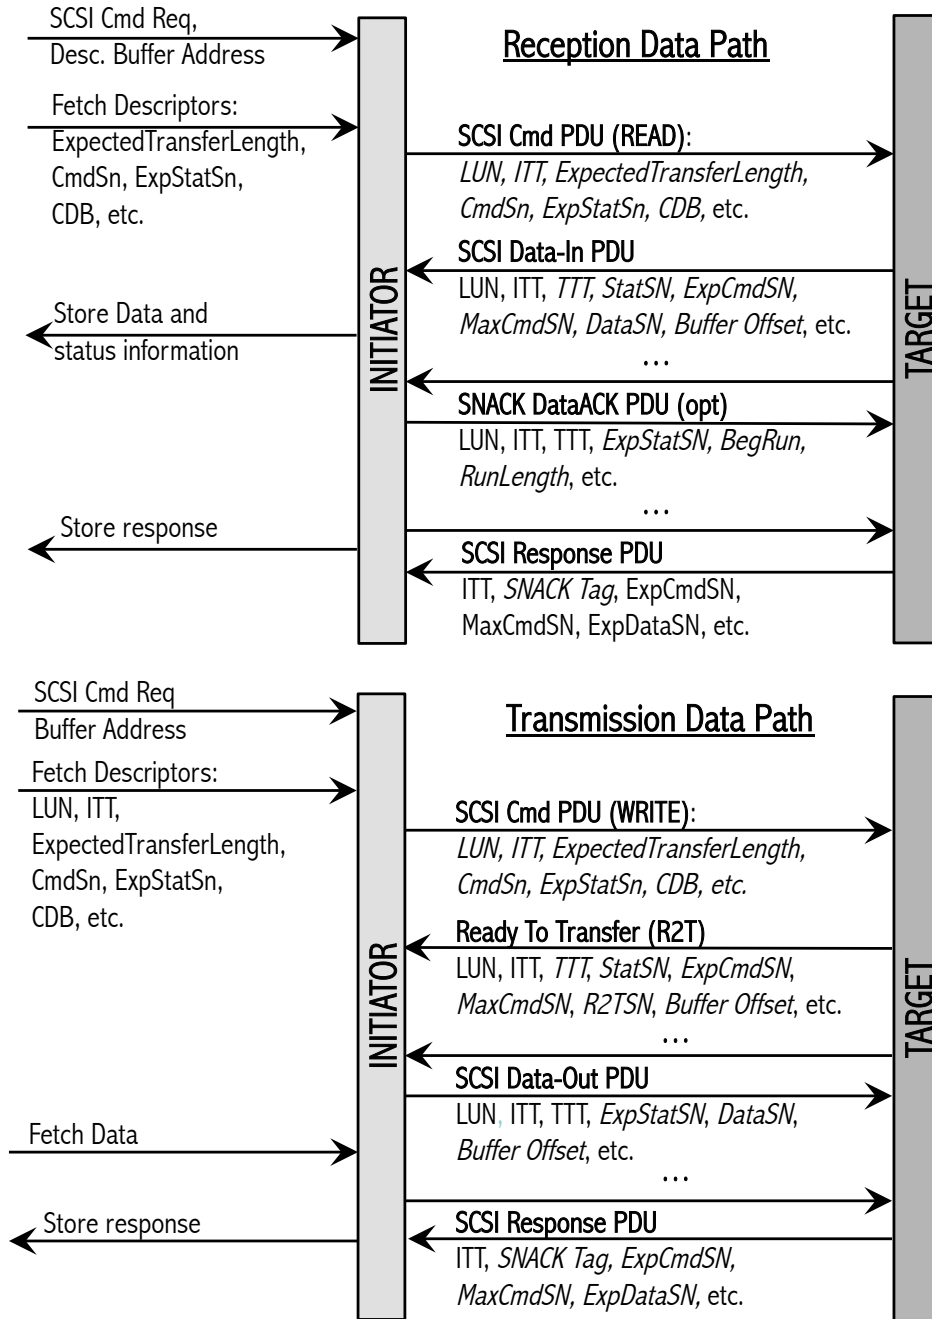 SCSI Cmd Req,
Desc. Buffer Address
Reception Data Path
Fetch Descriptors:
ExpectedTransferLength,
CmdSn, ExpStatSn,
CDB, etc.
SCSI Cmd PDU (READ):
LUN, ITT, ExpectedTransferLength,
CmdSn, ExpStatSn, CDB, etc.
SCSI Data-In PDU
LUN, ITT, TTT, StatSN, ExpCmdSN,
MaxCmdSN, DataSN, Buffer Offset, etc.
...
INITIATOR
TARGET
Store Data and
status information
SNACK DataACK PDU (opt)
LUN, ITT, TTT, ExpStatSN, BegRun,
RunLength, etc.
...
Store response
SCSI Response PDU
ITT, SNACK Tag, ExpCmdSN,
MaxCmdSN, ExpDataSN, etc.
SCSI Cmd Req
Buffer Address
Transmission Data Path
Fetch Descriptors:
LUN, ITT,
ExpectedTransferLength,
CmdSn, ExpStatSn,
CDB, etc.
SCSI Cmd PDU (WRITE):
LUN, ITT, ExpectedTransferLength,
CmdSn, ExpStatSn, CDB, etc.
Ready To Transfer (R2T)
LUN, ITT, TTT, StatSN, ExpCmdSN,
MaxCmdSN, R2TSN, Buffer Offset, etc.
...
INITIATOR
TARGET
SCSI Data-Out PDU
LUN, ITT, TTT, ExpStatSN, DataSN,
Buffer Offset, etc.
...
Fetch Data
Store response
SCSI Response PDU
ITT, SNACK Tag, ExpCmdSN,
MaxCmdSN, ExpDataSN, etc.